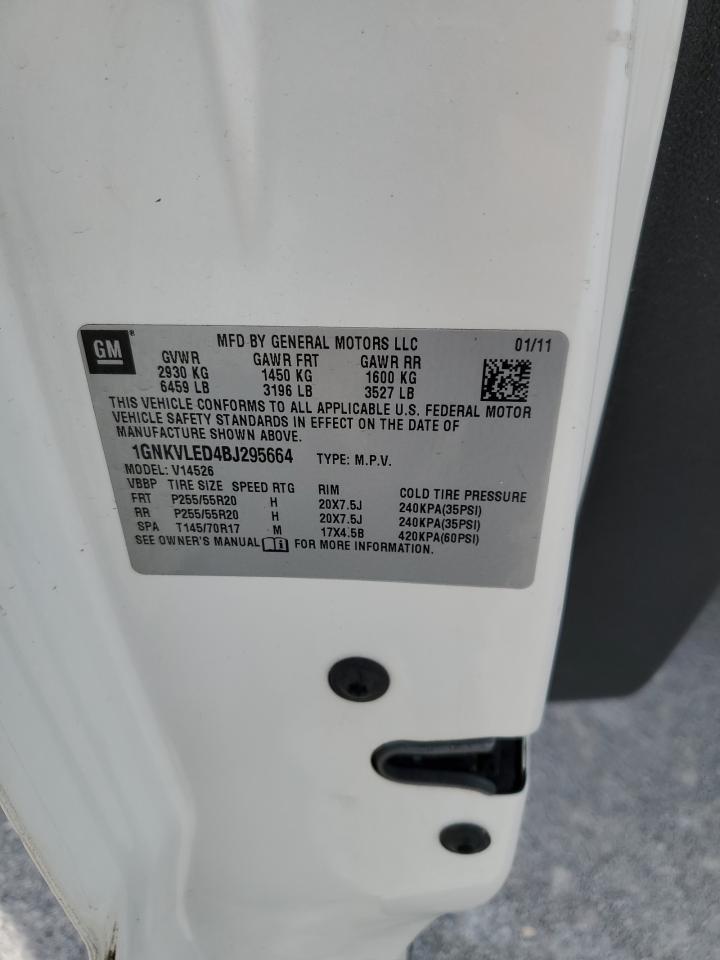 GM ® MFD BY GENERAL MOTORS LLC 01/11
GVWR GAWR FRT GAWR RR
2930 KG 1450 KG 1600 KG
6459 LB 3196 LB 3527 LB
THIS VEHICLE CONFORMS TO ALL APPLICABLE U.S. FEDERAL MOTOR
VEHICLE SAFETY STANDARDS IN EFFECT ON THE DATE OF
MANUFACTURE SHOWN ABOVE.
1GNKVLED4BJ295664 TYPE: M.P.V.
MODEL: V14526
VBBP TIRE SIZE SPEED RTG RIM COLD TIRE PRESSURE
FRT P255/55R20 H 20X7.5J 240KPA(35PSI)
RR P255/55R20 H 20X7.5J 240KPA(35PSI)
SPA T145/70R17 M 17X4.5B 420KPA(60PSI)
SEE OWNER'S MANUAL FOR MORE INFORMATION.